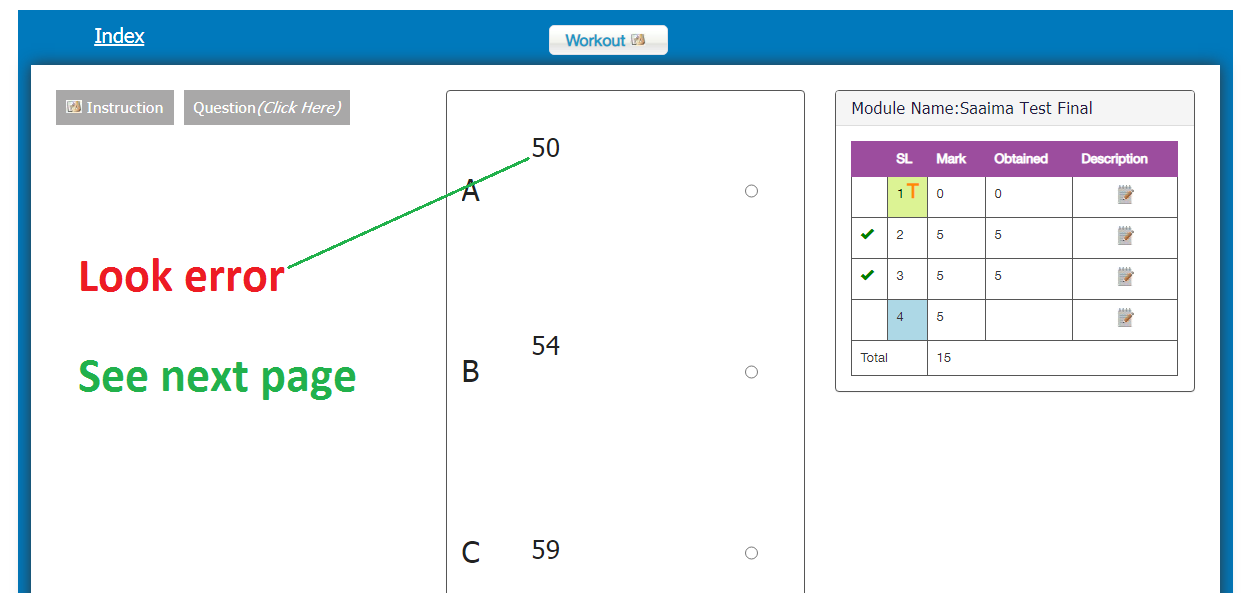 Index
Workout
Instruction
Question(Click Here)
50
A
Look error
54
See next page
B
C
59
Module Name:Saaima Test Final
SL Mark Obtained Description
1 T 0 0
2 5 5
3 5 5
4 5
Total 15